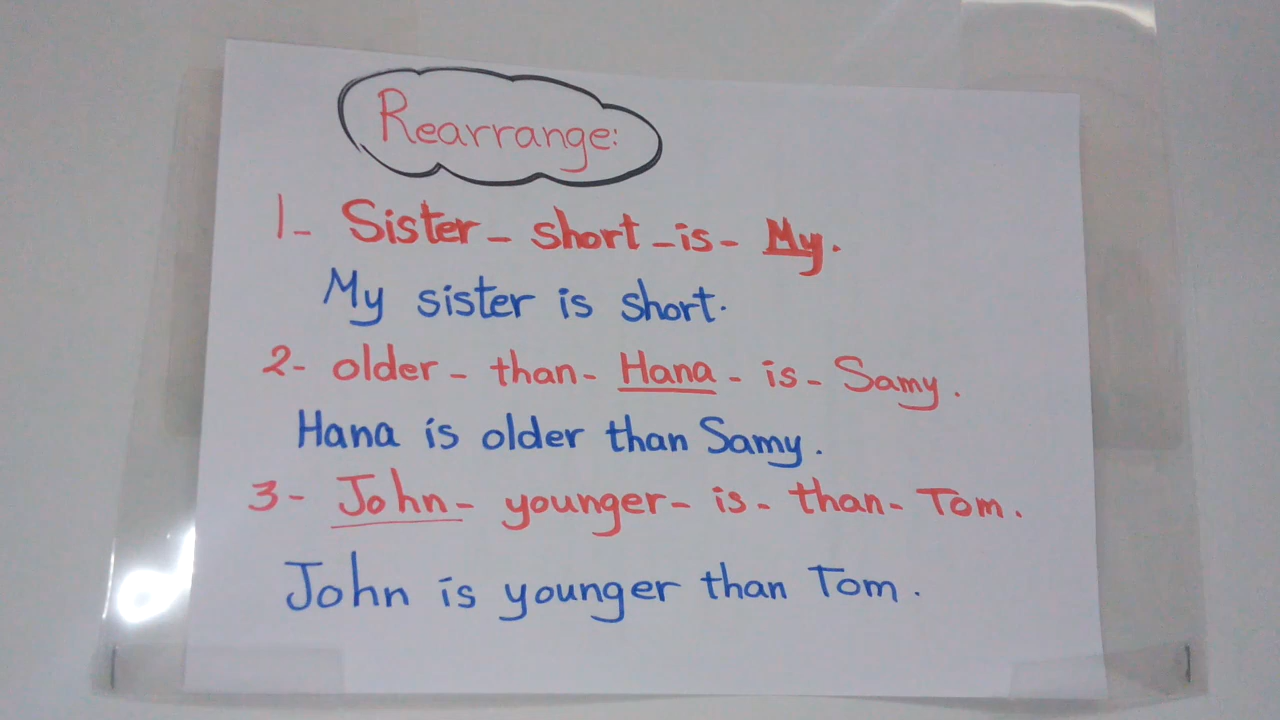 Rearrange:
1- Sister - short - is - My.
My sister is short.
2- older - than - Hana - is - Samy.
Hana is older than Samy.
3- John - younger - is - than - Tom.
John is younger than Tom.